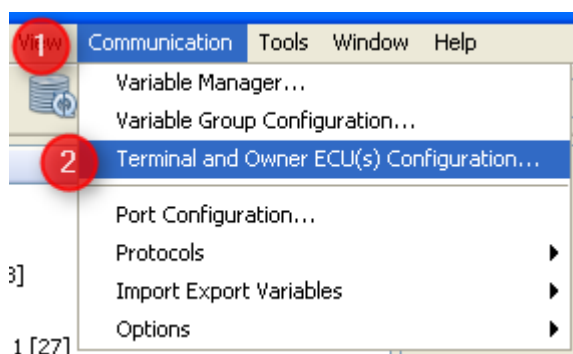 View Communication Tools Window Help
1
Variable Manager...
Variable Group Configuration...
2 Terminal and Owner ECU(s) Configuration...
Port Configuration...
Protocols
3]
Import Export Variables
Options
1 [27]